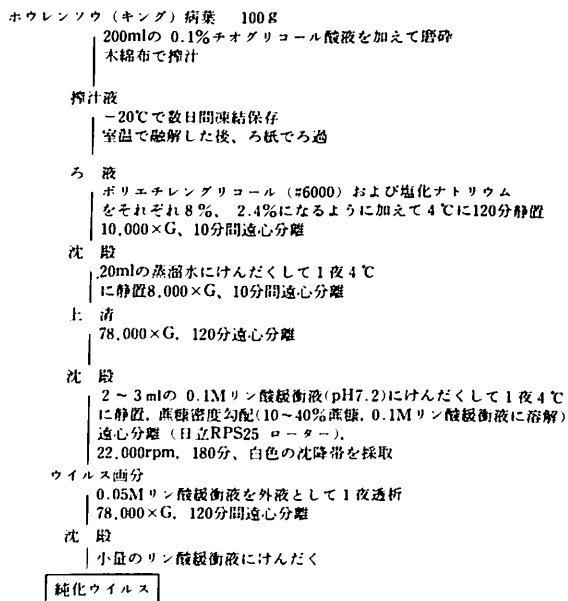 ホウレンソウ（キング）病葉　100g
200mlの 0.1%チオグリコール酸液を加えて磨砕
木綿布で搾汁
搾汁液
−20℃で数日間凍結保存
室温で融解した後、ろ紙でろ過
ろ　液
ポリエチレングリコール（#6000）および塩化ナトリウム
をそれぞれ8%、2.4%になるように加えて4℃に120分静置
10,000×G、10分間遠心分離
沈　殿
20mlの蒸溜水にけんだくして1夜4℃
に静置8,000×G、10分間遠心分離
上　清
78,000×G、120分遠心分離
沈　殿
2～3mlの 0.1Mリン酸緩衝液(pH7.2)にけんだくして1夜4℃
に静置，蔗糖密度勾配(10～40%蔗糖，0.1Mリン酸緩衝液に溶解)
遠心分離（日立RPS25 ローター），
22,000rpm，180分、白色の沈降帯を採取
ウイルス画分
0.05Mリン酸緩衝液を外液として1夜透析
78,000×G，120分間遠心分離
沈　殿
小量のリン酸緩衝液にけんだく
純化ウイルス